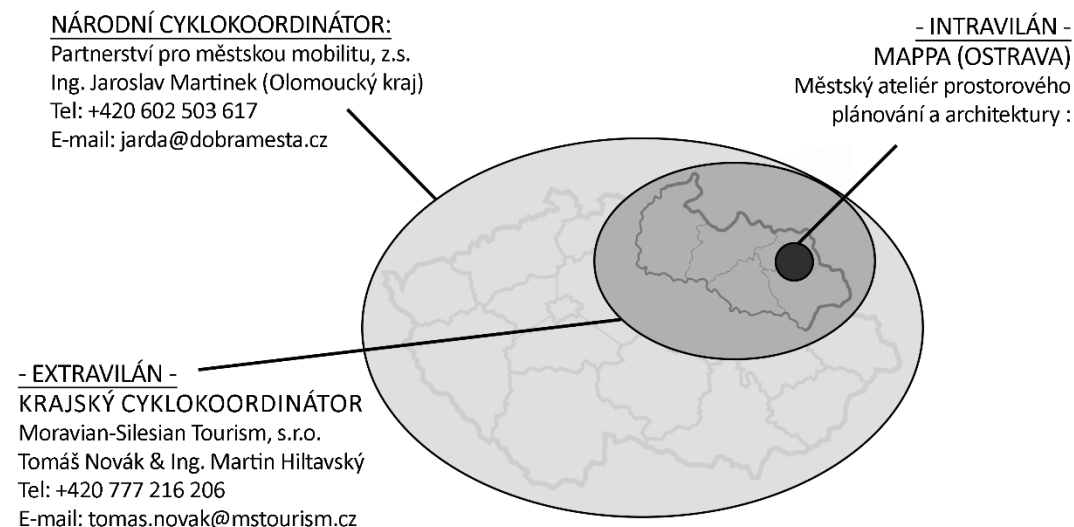 NÁRODNÍ CYKLOKOORDINÁTOR:
Partnerství pro městskou mobilitu, z.s.
Ing. Jaroslav Martinek (Olomoucký kraj)
Tel: +420 602 503 617
E-mail: jarda@dobramesta.cz
- INTRAVILÁN -
MAPPA (OSTRAVA)
Městský ateliér prostorového
plánování a architektury :
- EXTRAVILÁN -
KRAJSKÝ CYKLOKOORDINÁTOR
Moravian-Silesian Tourism, s.r.o.
Tomáš Novák & Ing. Martin Hiltavský
Tel: +420 777 216 206
E-mail: tomas.novak@mstourism.cz